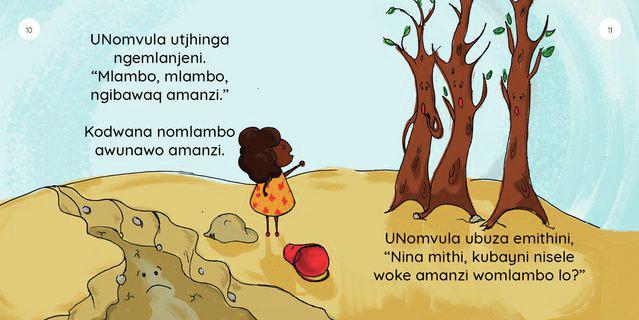 10
UNomvula utjhinga
ngemlanjeni.
“Mlambo, mlambo,
ngibawaq amanzi.”
Kodwana nomlambo
awunawo amanzi.
11
UNomvula ubuza emithini,
“Nina mithi, kubayni nisele
woke amanzi womlambo lo?”